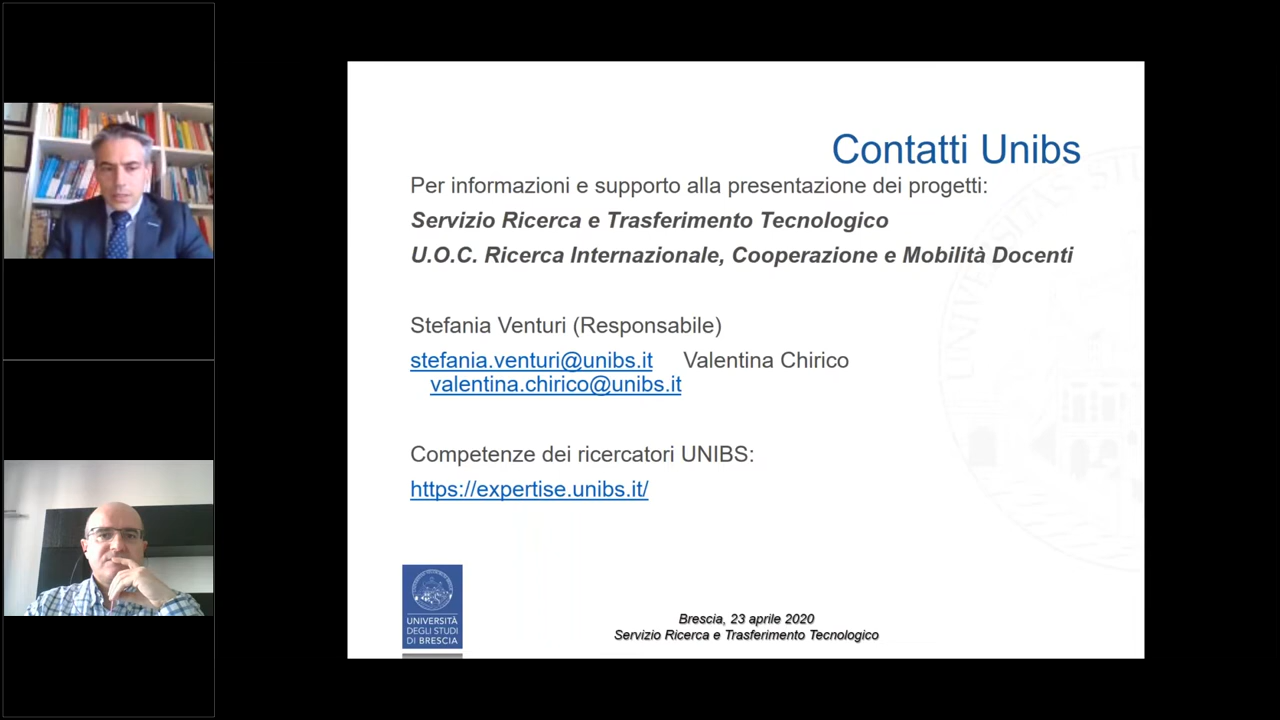 Contatti Unibs
Per informazioni e supporto alla presentazione dei progetti:
Servizio Ricerca e Trasferimento Tecnologico
U.O.C. Ricerca Internazionale, Cooperazione e Mobilità Docenti
Stefania Venturi (Responsabile)
stefania.venturi@unibs.it Valentina Chirico
valentina.chirico@unibs.it
Competenze dei ricercatori UNIBS:
https://expertise.unibs.it/
UNIVERSITÀ
DEGLI STUDI
DI BRESCIA
Brescia, 23 aprile 2020
Servizio Ricerca e Trasferimento Tecnologico